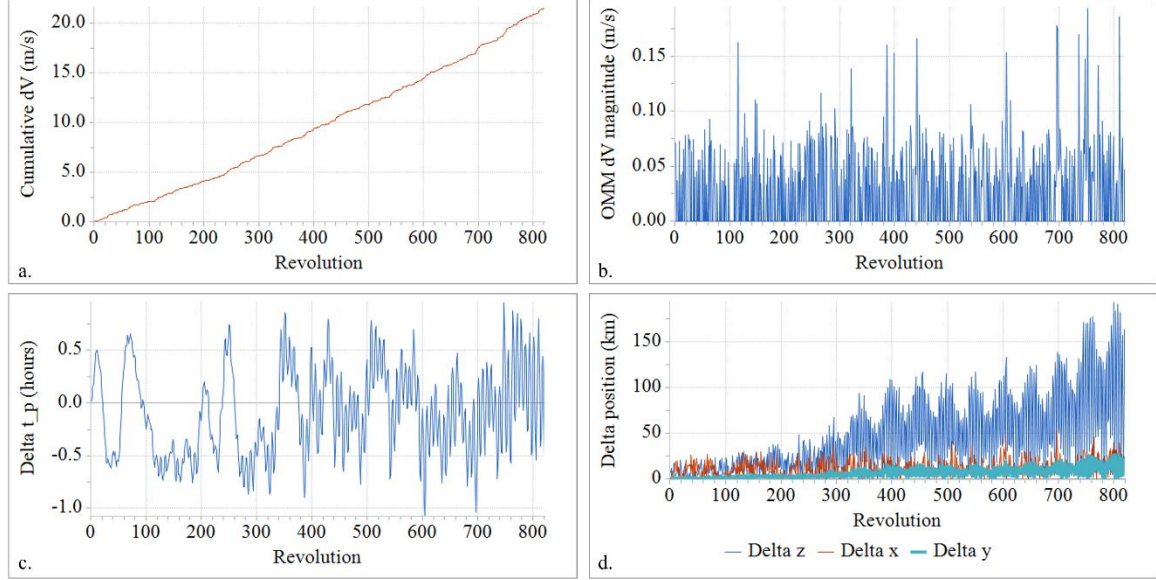 Cumulative dV (m/s)
20.0
15.0
10.0
5.0
0.0
0 100 200 300 400 500 600 700 800
Revolution
a.
OMM dV magnitude (m/s)
0.15
0.10
0.05
0.00
0 100 200 300 400 500 600 700 800
Revolution
b.
Delta t_p (hours)
0.5
0.0
-0.5
-1.0
0 100 200 300 400 500 600 700 800
Revolution
c.
Delta position (km)
150
100
50
0
0 100 200 300 400 500 600 700 800
Revolution
Delta z Delta x Delta y
d.